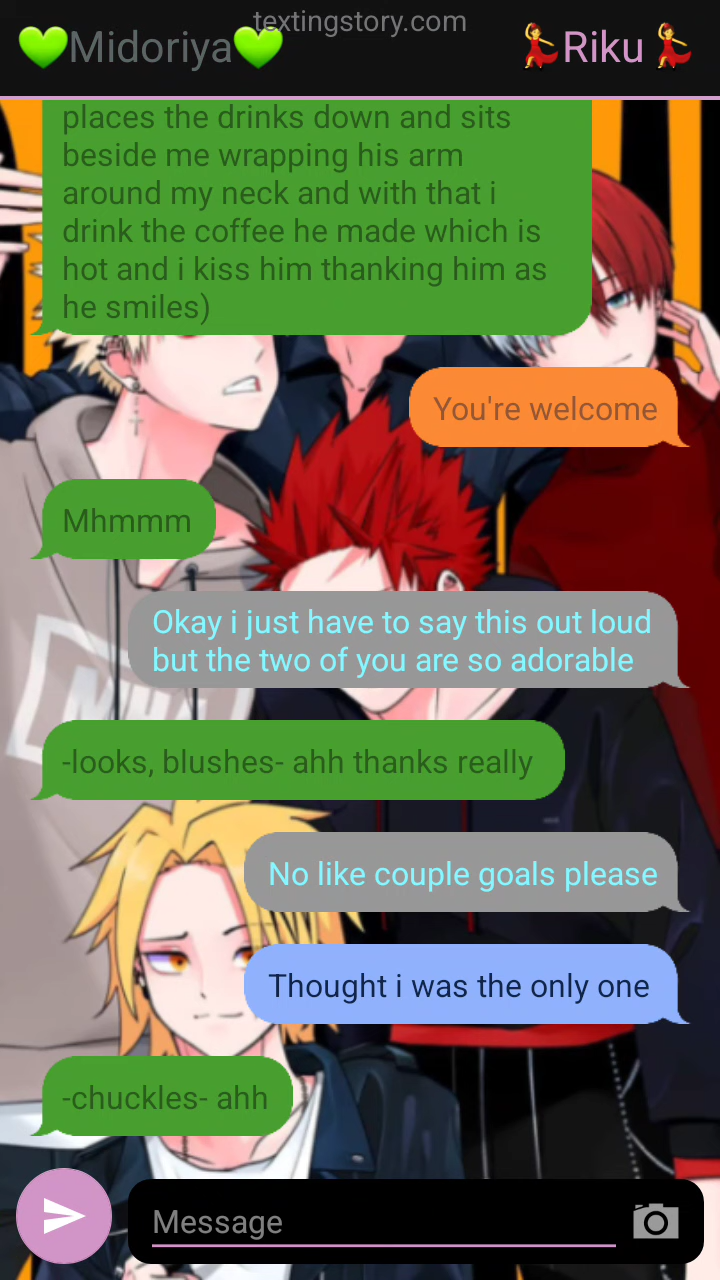 textingstory.com
💚Midoriya💚
💃Riku💃
places the drinks down and sits
beside me wrapping his arm
around my neck and with that i
drink the coffee he made which is
hot and i kiss him thanking him as
he smiles)
You're welcome
Mhmmm
Okay i just have to say this out loud
but the two of you are so adorable
-looks, blushes- ahh thanks really
No like couple goals please
Thought i was the only one
-chuckles- ahh
Message